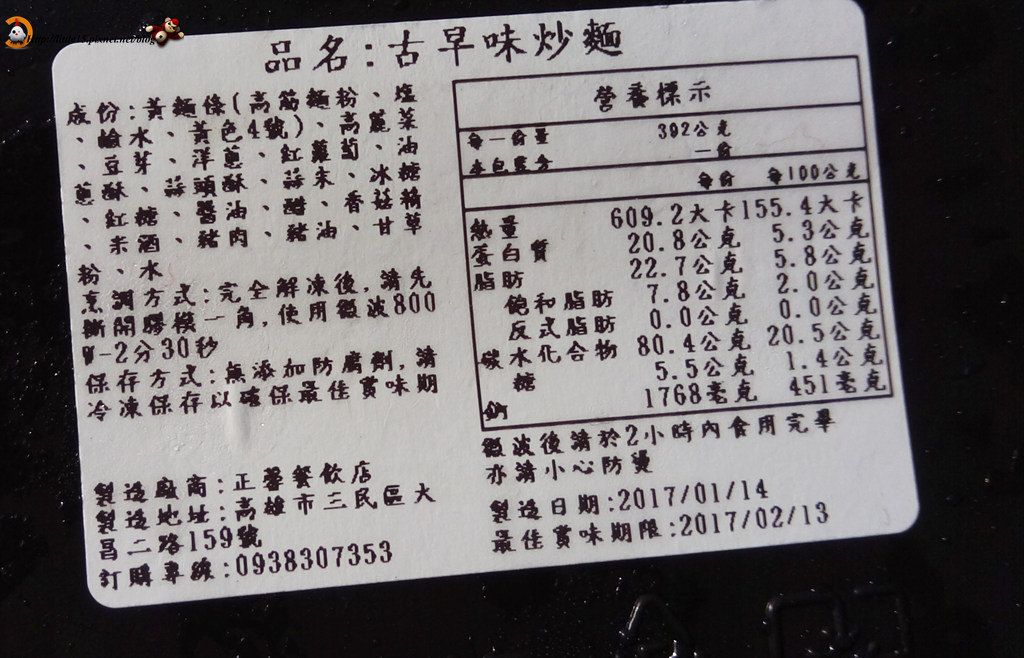 http://lingp15.pixnet.net/blog
品名:古早味炒麵
成份:黃麵條(高筋麵粉、塩
、鹼水、黃色4號)、高麗菜
、豆芽、洋蔥、紅蘿蔔、油
蔥酥、蒜頭酥、蒜末、冰糖
、紅糖、醬油、醋、香菇精
、米酒、豬肉、豬油、甘草
粉、水
烹調方式:完全解凍後,請先
撕開膠模一角,使用微波800
W-2分30秒
保存方式:無添加防腐劑,請
冷凍保存以確保最佳賞味期
製造廠商:正馨餐飲店
製造地址:高雄市三民區大
昌二路159號
訂購專線:0938307353
營養標示
每一份量 392公克
本包裝含 一份
每份 每100公克
熱量 609.2大卡 155.4大卡
蛋白質 20.8公克 5.3公克
脂肪 22.7公克 5.8公克
飽和脂肪 7.8公克 2.0公克
反式脂肪 0.0公克 0.0公克
碳水化合物 80.4公克 20.5公克
糖 5.5公克 1.4公克
鈉 1768毫克 451毫克
微波後請於2小時內食用完畢
亦請小心防燙
製造日期:2017/01/14
最佳賞味期限:2017/02/13